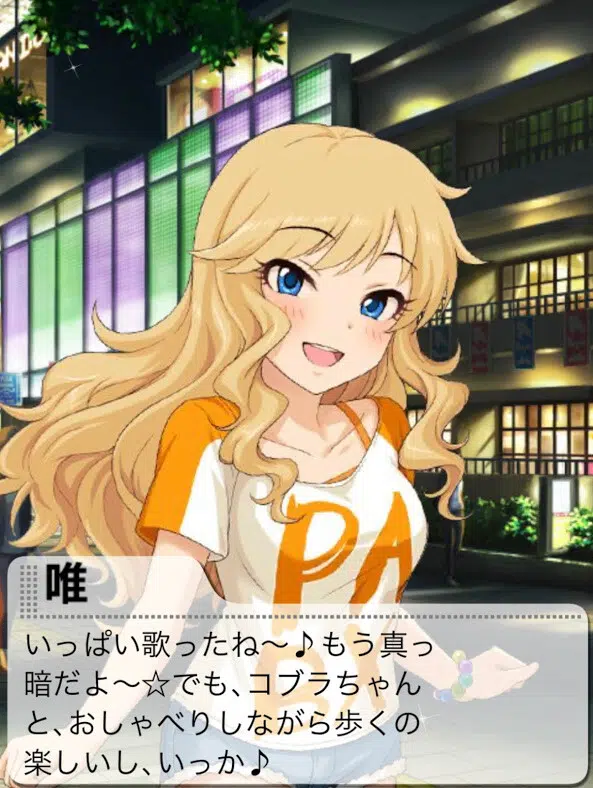 唯
いっぱい歌ったね～♪もう真っ
暗だよ～☆でも、コブラちゃん
と、おしゃべりしながら歩くの
楽しいし、いっか♪
PA